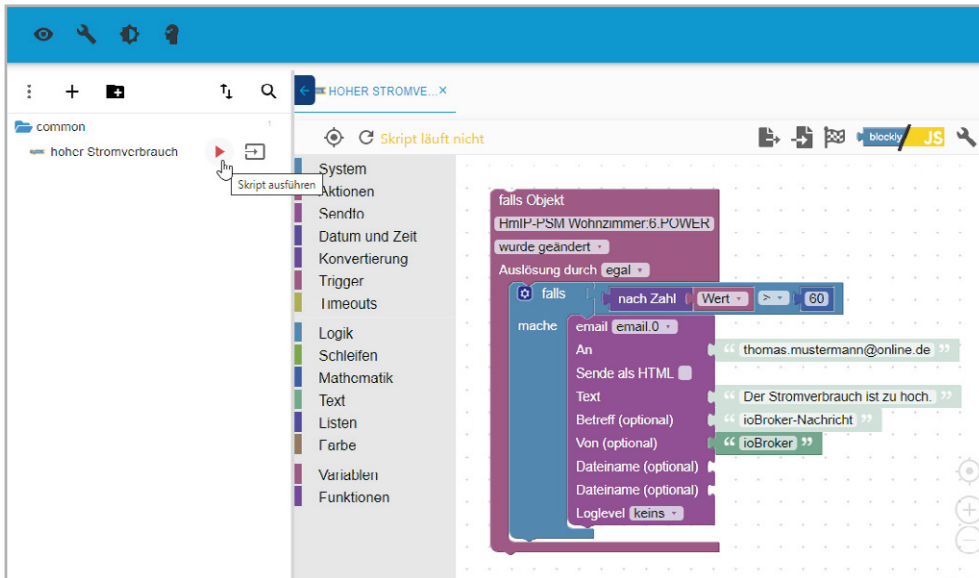 HOHER STROMVE...×
common
hoher Stromverbrauch
Skript ausführen
Skript läuft nicht
blockly JS
System
Aktionen
Sendto
Datum und Zeit
Konvertierung
Trigger
Timeouts
Logik
Schleifen
Mathematik
Text
Listen
Farbe
Variablen
Funktionen
falls Objekt
HmIP-PSM Wohnzimmer:6.POWER
wurde geändert
Auslösung durch egal
falls nach Zahl Wert > 60
mache email email.0
An “ thomas.mustermann@online.de ”
Sende als HTML
Text “ Der Stromverbrauch ist zu hoch. ”
Betreff (optional) “ ioBroker-Nachricht ”
Von (optional) “ ioBroker ”
Dateiname (optional)
Dateiname (optional)
Loglevel keins